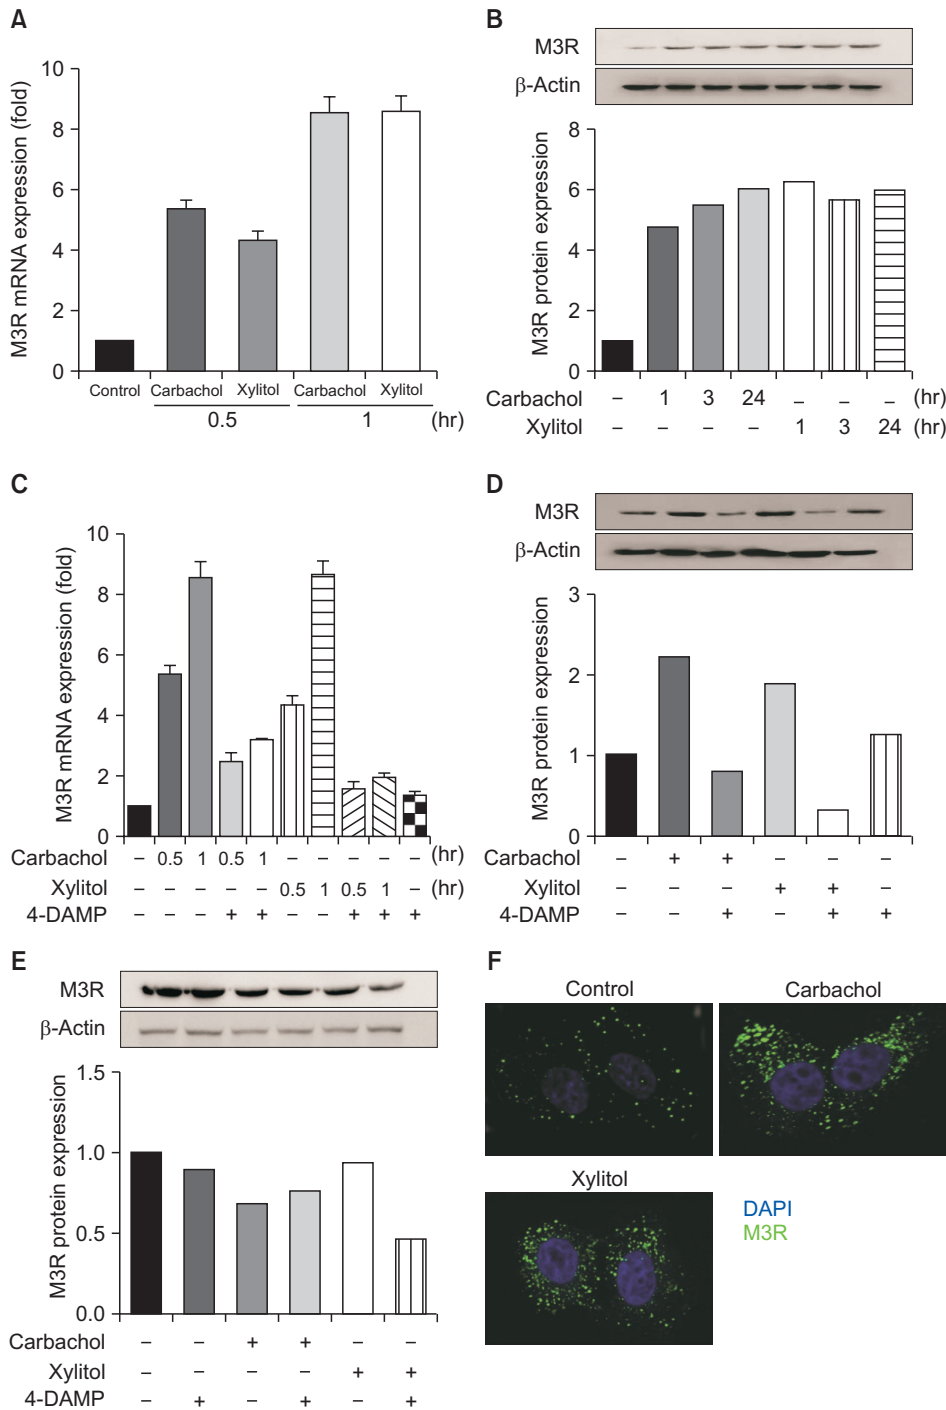 A
M3R mRNA expression (fold)
10
8
6
4
2
0
Control Carbachol Xylitol Carbachol Xylitol
0.5 1 (hr)
B
M3R
β-Actin
M3R protein expression
8
6
4
2
0
Carbachol – 1 3 24 – – – (hr)
Xylitol – – – – 1 3 24 (hr)
C
M3R mRNA expression (fold)
10
8
6
4
2
0
Carbachol – 0.5 1 0.5 1 – – – – – (hr)
Xylitol – – – – – 0.5 1 0.5 1 – (hr)
4-DAMP – – – + + – – + + +
D
M3R
β-Actin
M3R protein expression
3
2
1
0
Carbachol – + + – – –
Xylitol – – – + + –
4-DAMP – – + – + +
E
M3R
β-Actin
M3R protein expression
1.5
1.0
0.5
0.0
Carbachol – – + + – –
Xylitol – – – – + +
4-DAMP – + – + – +
F
Control Carbachol
Xylitol
DAPI
M3R